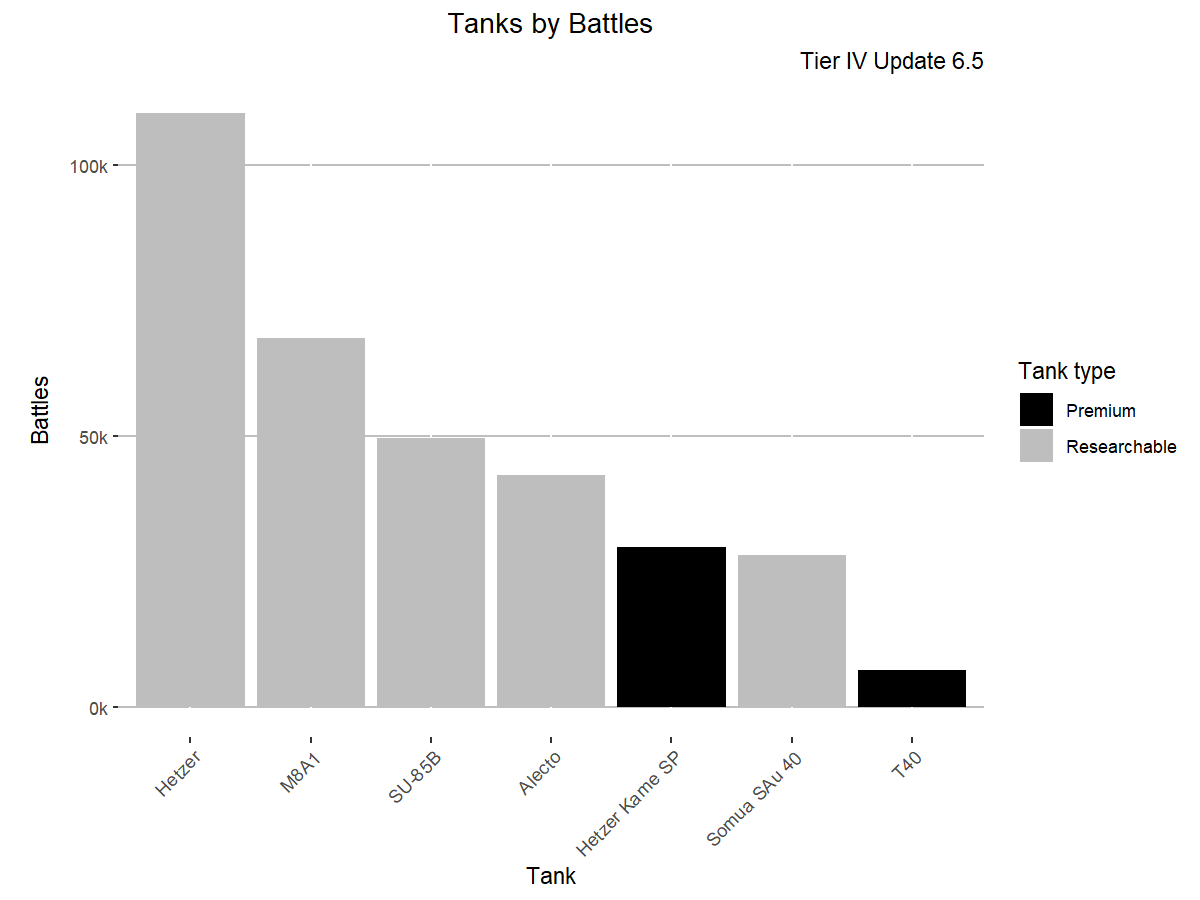 Tanks by Battles
Tier IV Update 6.5
100k
50k
0k
Battles
Hetzer
M8A1
SU-85B
Alecto
Hetzer Kame SP
Somua SAu 40
T40
Tank
Tank type
Premium
Researchable